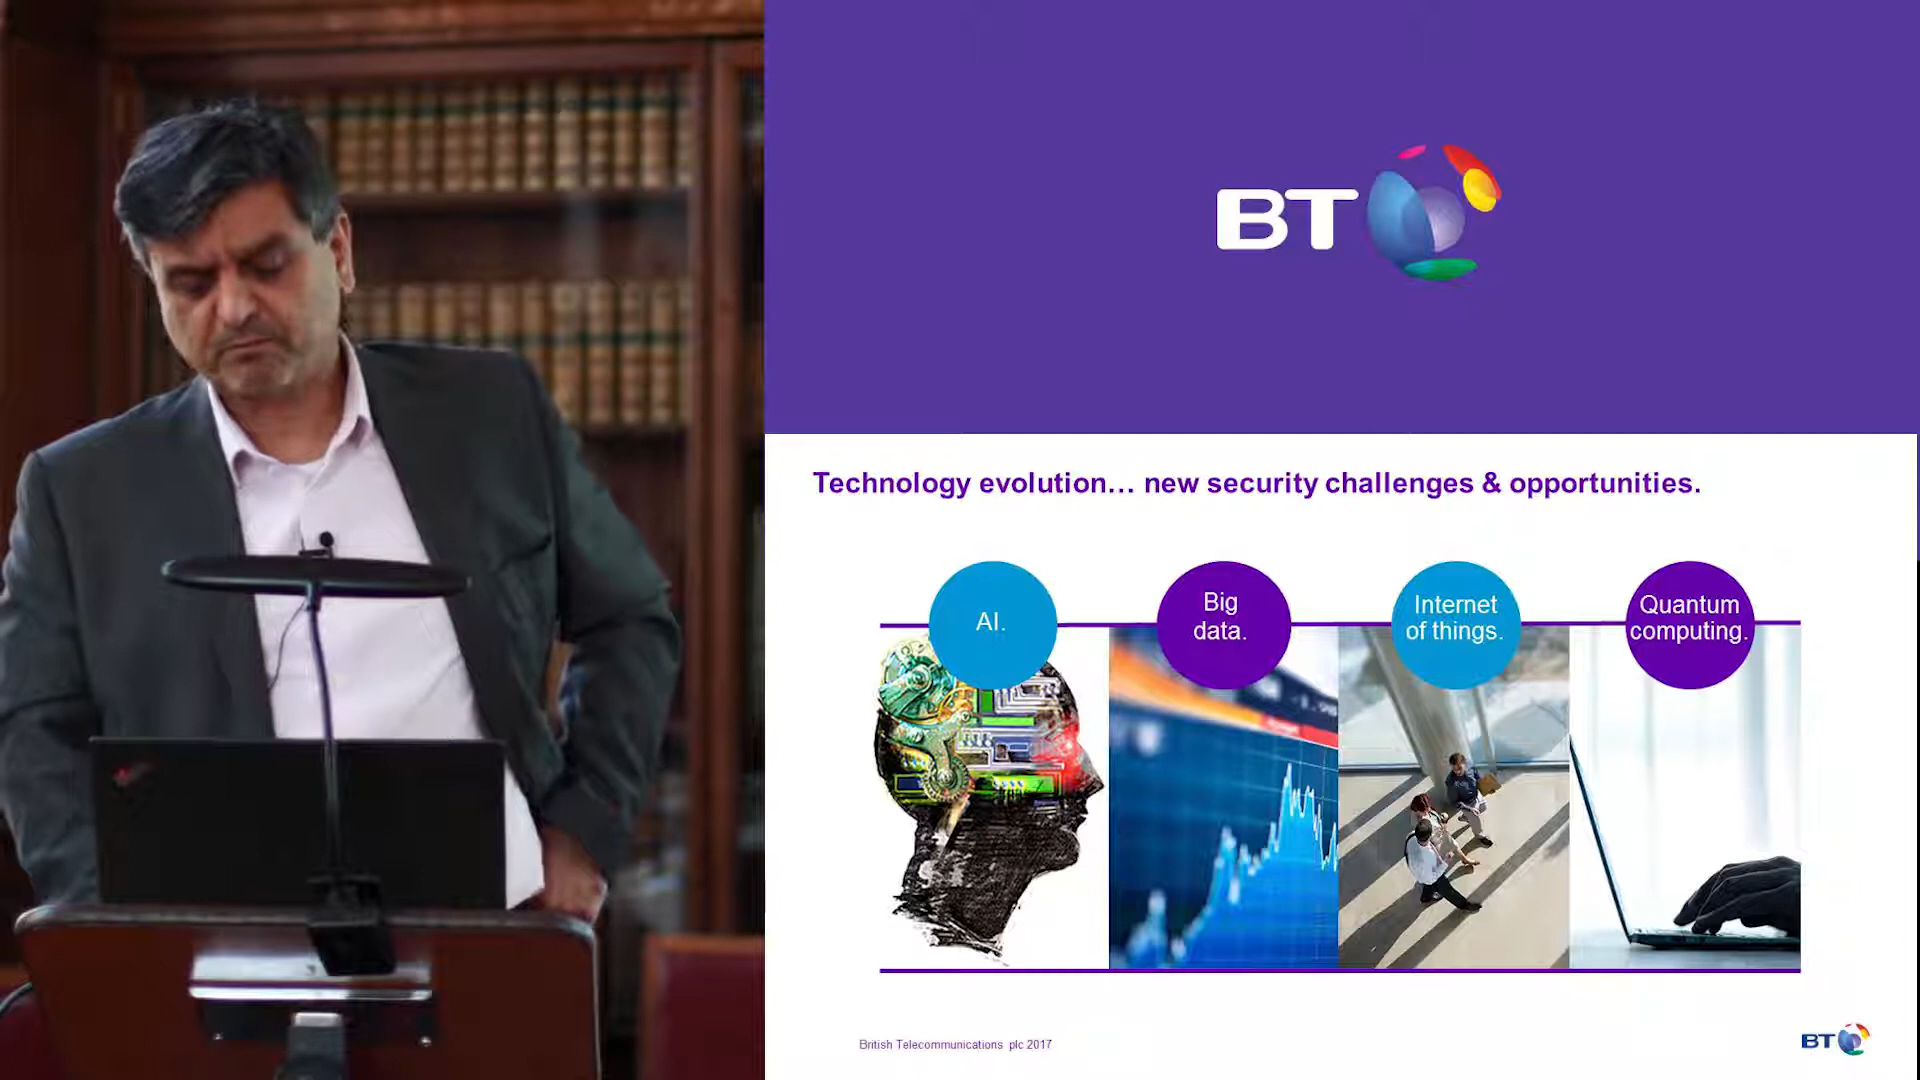 BT
Technology evolution... new security challenges & opportunities.
AI.
Big
data.
Internet
of things.
Quantum
computing.
British Telecommunications plc 2017
BT